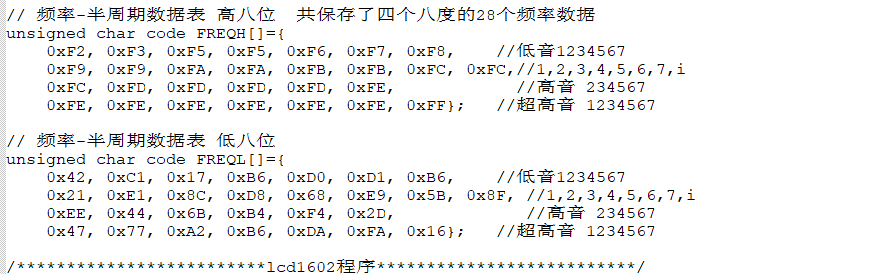 // 频率-半周期数据表 高八位  共保存了四个八度的28个频率数据
unsigned char code FREQH[]={
    0xF2, 0xF3, 0xF5, 0xF5, 0xF6, 0xF7, 0xF8,    //低音1234567
    0xF9, 0xF9, 0xFA, 0xFA, 0xFB, 0xFB, 0xFC, 0xFC,//1,2,3,4,5,6,7,i
    0xFC, 0xFD, 0xFD, 0xFD, 0xFD, 0xFE,            //高音 234567
    0xFE, 0xFE, 0xFE, 0xFE, 0xFE, 0xFE, 0xFF};   //超高音 1234567
// 频率-半周期数据表 低八位
unsigned char code FREQL[]={
    0x42, 0xC1, 0x17, 0xB6, 0xD0, 0xD1, 0xB6,    //低音1234567
    0x21, 0xE1, 0x8C, 0xD8, 0x68, 0xE9, 0x5B, 0x8F, //1,2,3,4,5,6,7,i
    0xEE, 0x44, 0x6B, 0xB4, 0xF4, 0x2D,             //高音 234567
    0x47, 0x77, 0xA2, 0xB6, 0xDA, 0xFA, 0x16};   //超高音 1234567
/*************************lcd1602程序**************************/